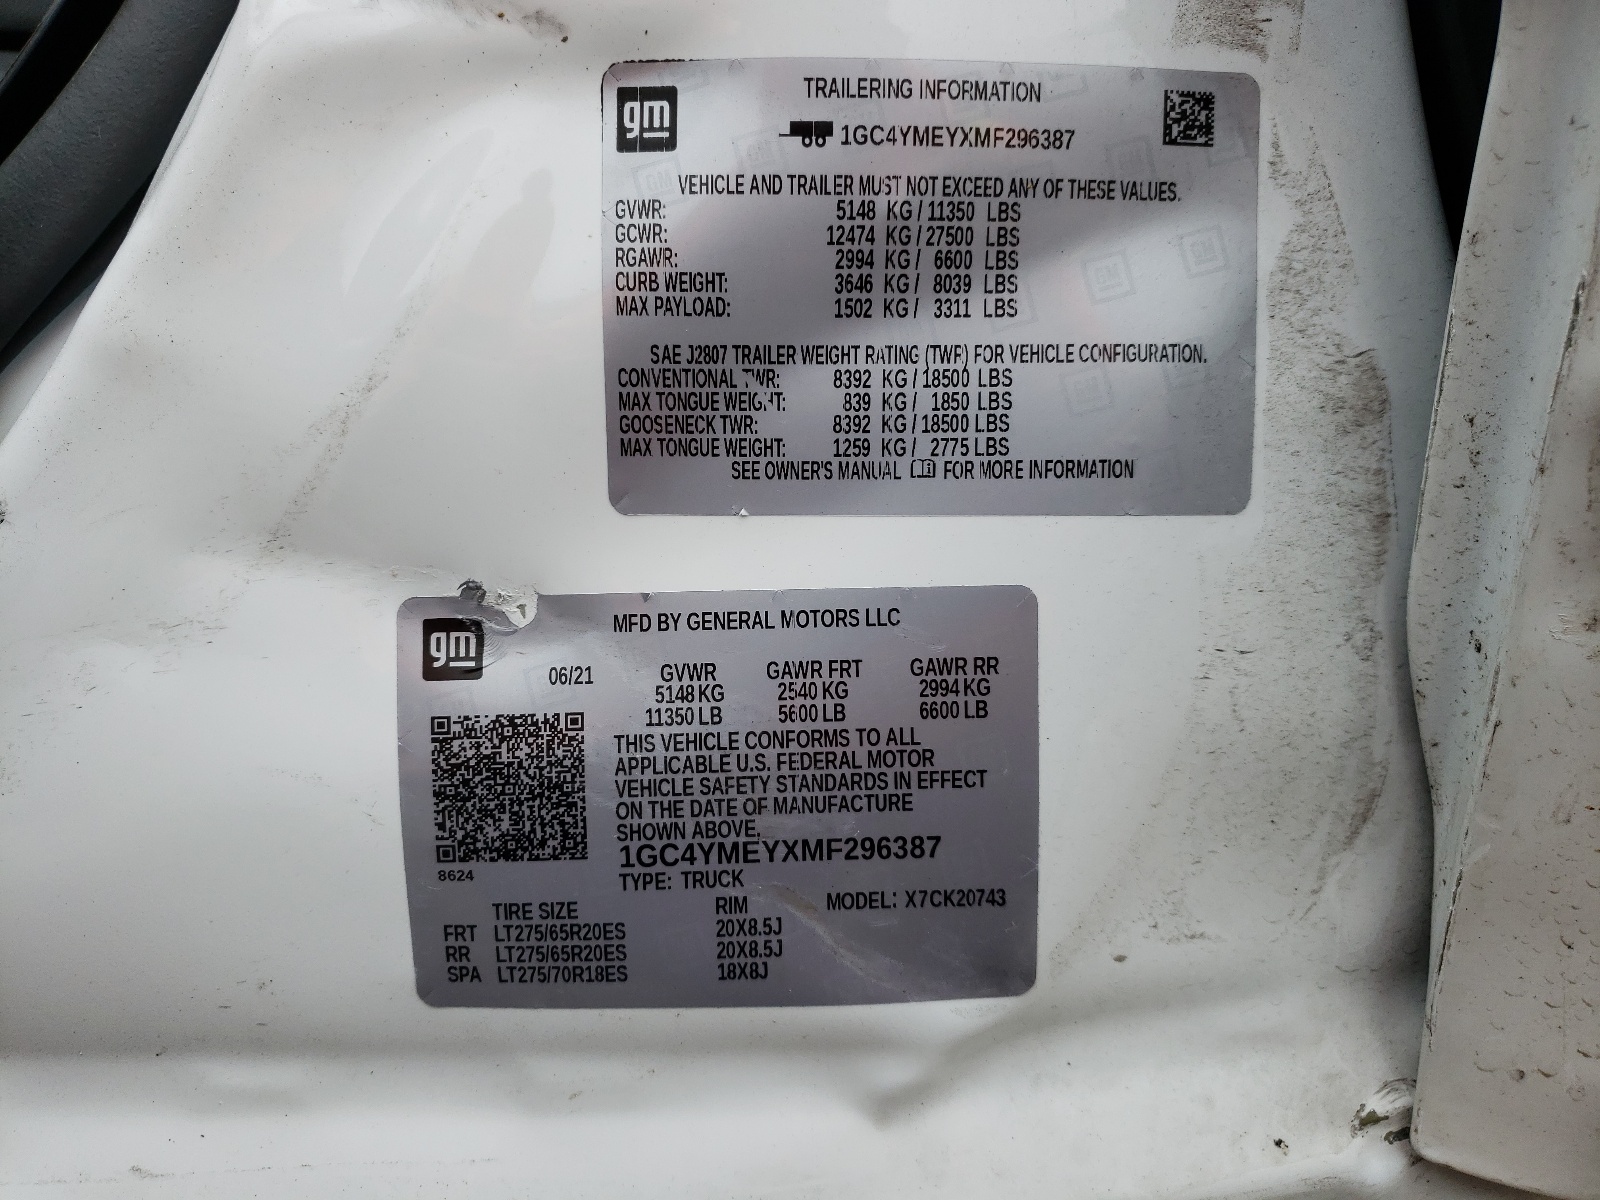 gm
TRAILERING INFORMATION
1GC4YMEYXMF296387
VEHICLE AND TRAILER MUST NOT EXCEED ANY OF THESE VALUES.
GVWR: 5148 KG / 11350 LBS
GCWR: 12474 KG / 27500 LBS
RGAWR: 2994 KG / 6600 LBS
CURB WEIGHT: 3646 KG / 8039 LBS
MAX PAYLOAD: 1502 KG / 3311 LBS
SAE J2807 TRAILER WEIGHT RATING (TWR) FOR VEHICLE CONFIGURATION.
CONVENTIONAL TWR: 8392 KG / 18500 LBS
MAX TONGUE WEIGHT: 839 KG / 1850 LBS
GOOSENECK TWR: 8392 KG / 18500 LBS
MAX TONGUE WEIGHT: 1259 KG / 2775 LBS
SEE OWNER'S MANUAL FOR MORE INFORMATION
gm
MFD BY GENERAL MOTORS LLC
06/21 GVWR GAWR FRT GAWR RR
5148 KG 2540 KG 2994 KG
11350 LB 5600 LB 6600 LB
THIS VEHICLE CONFORMS TO ALL
APPLICABLE U.S. FEDERAL MOTOR
VEHICLE SAFETY STANDARDS IN EFFECT
ON THE DATE OF MANUFACTURE
SHOWN ABOVE.
1GC4YMEYXMF296387
8624
TYPE: TRUCK
MODEL: X7CK20743
TIRE SIZE RIM
FRT LT275/65R20ES 20X8.5J
RR LT275/65R20ES 20X8.5J
SPA LT275/70R18ES 18X8J